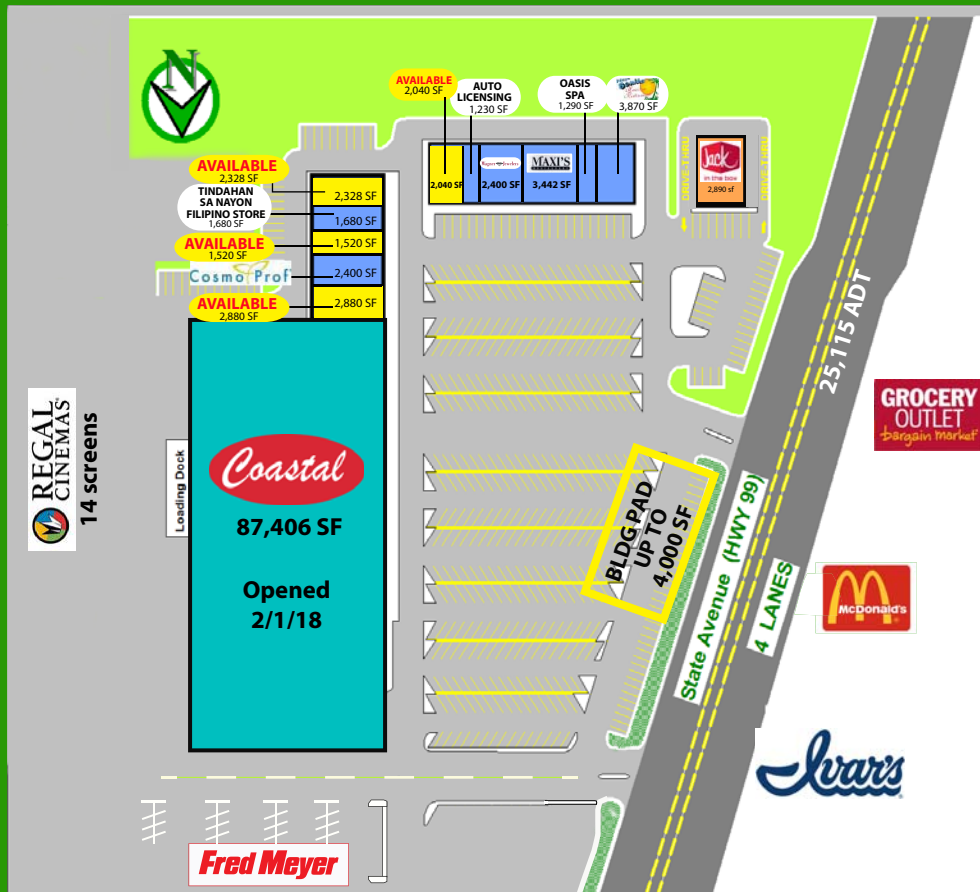 N
AVAILABLE
2,040 SF
AUTO
LICENSING
1,230 SF
OASIS
SPA
1,290 SF
3,870 SF
2,040 SF
2,400 SF
MAXI'S
3,442 SF
DRIVE-THRU
Jack
in the box
2,890 sf
DRIVE-THRU
AVAILABLE
2,328 SF
2,328 SF
TINDAHAN
SA NAYON
FILIPINO STORE
1,680 SF
1,680 SF
AVAILABLE
1,520 SF
1,520 SF
CosmoProf
2,400 SF
AVAILABLE
2,880 SF
2,880 SF
25,115 ADT
REGAL
CINEMAS
14 screens
Loading Dock
Coastal
87,406 SF
Opened
2/1/18
BLDG PAD
UP TO
4,000 SF
State Avenue (HWY 99)
4 LANES
GROCERY
OUTLET
bargain market
McDonald's
Ivar's
Fred Meyer